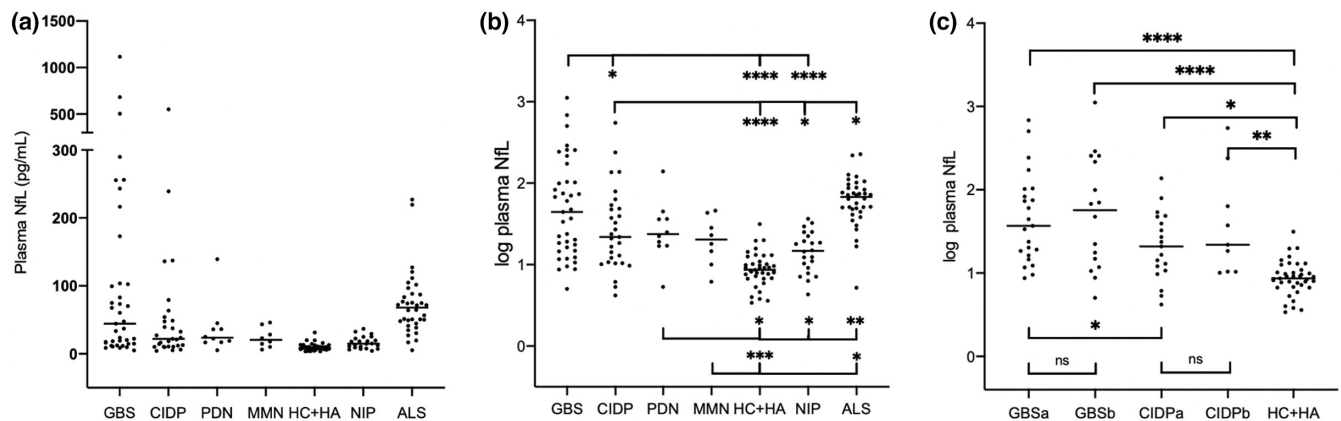 (a)
1500
1000
500
300
200
100
0
Plasma NfL (pg/mL)
GBS CIDP PDN MMN HC+HA NIP ALS
(b)
4
3
2
1
0
log plasma NfL
* **** ****
**** * *
* * **
*** *
GBS CIDP PDN MMN HC+HA NIP ALS
(c)
4
3
2
1
0
log plasma NfL
****
****
*
**
*
ns ns
GBSa GBSb CIDPa CIDPb HC+HA